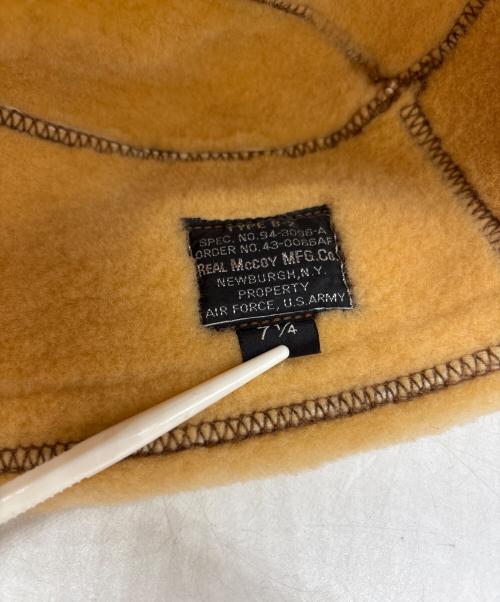 TYPE B-2
SPEC. NO.94-3096-A
ORDER NO.43-0086AF
REAL McCOY MFG.Co.
NEWBURGH,N.Y.
PROPERTY
AIR FORCE, U.S.ARMY
7 1/4